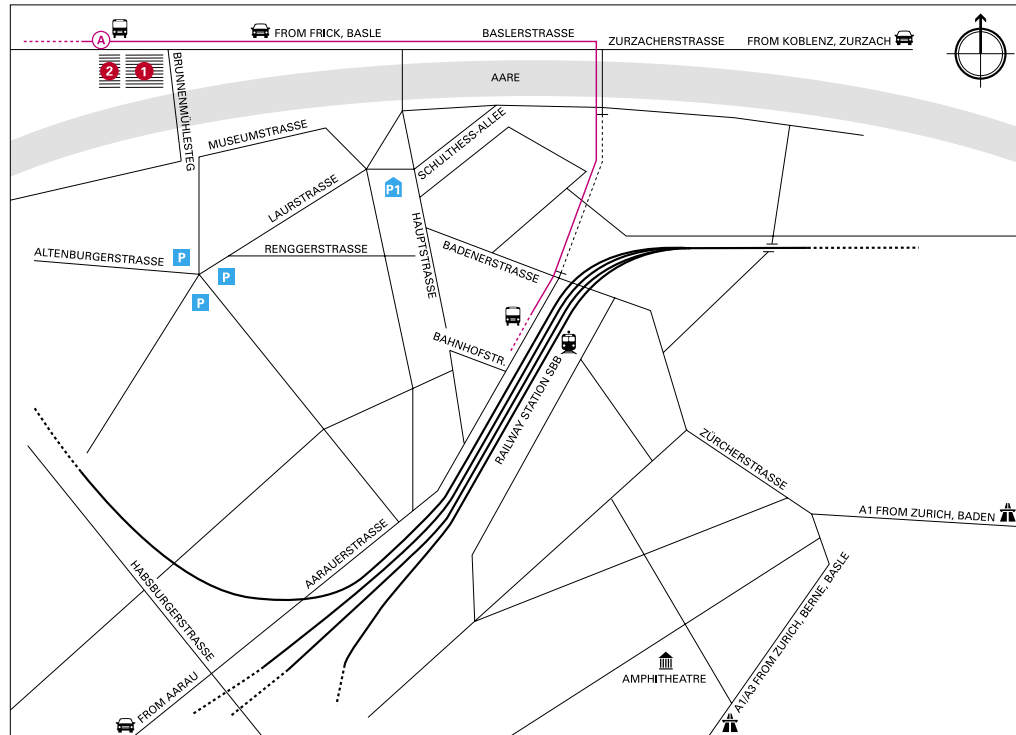 A
FROM FRICK, BASLE
BASLERSTRASSE
ZURZACHERSTRASSE
FROM KOBLENZ, ZURZACH
2
1
AARE
BRUNNENMÜHLESTEG
MUSEUMSTRASSE
SCHULTHESS-ALLEE
P1
LAURSTRASSE
HAUPTSTRASSE
ALTENBURGERSTRASSE
P
RENGGERSTRASSE
BADENERSTRASSE
P
P
BAHNHOFSTR.
RAILWAY STATION SBB
ZÜRCHERSTRASSE
A1 FROM ZURICH, BADEN
AARAUERSTRASSE
HABSBURGERSTRASSE
A1/A3 FROM ZURICH, BERNE, BASLE
AMPHITHEATRE
FROM AARAU